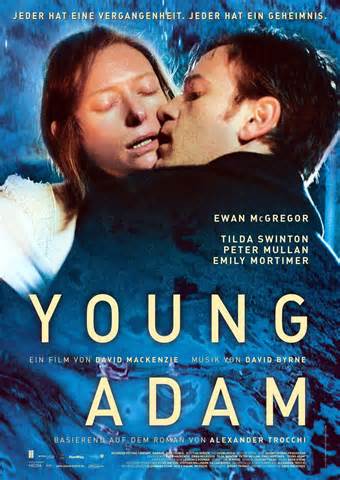 JEDER HAT EINE VERGANGENHEIT. JEDER HAT EIN GEHEIMNIS.
EWAN McGREGOR
TILDA SWINTON
PETER MULLAN
EMILY MORTIMER
YOUNG
EIN FILM VON DAVID MACKENZIE MUSIK VON DAVID BYRNE
ADAM
BASIEREND AUF DEM ROMAN VON ALEXANDER TROCCHI